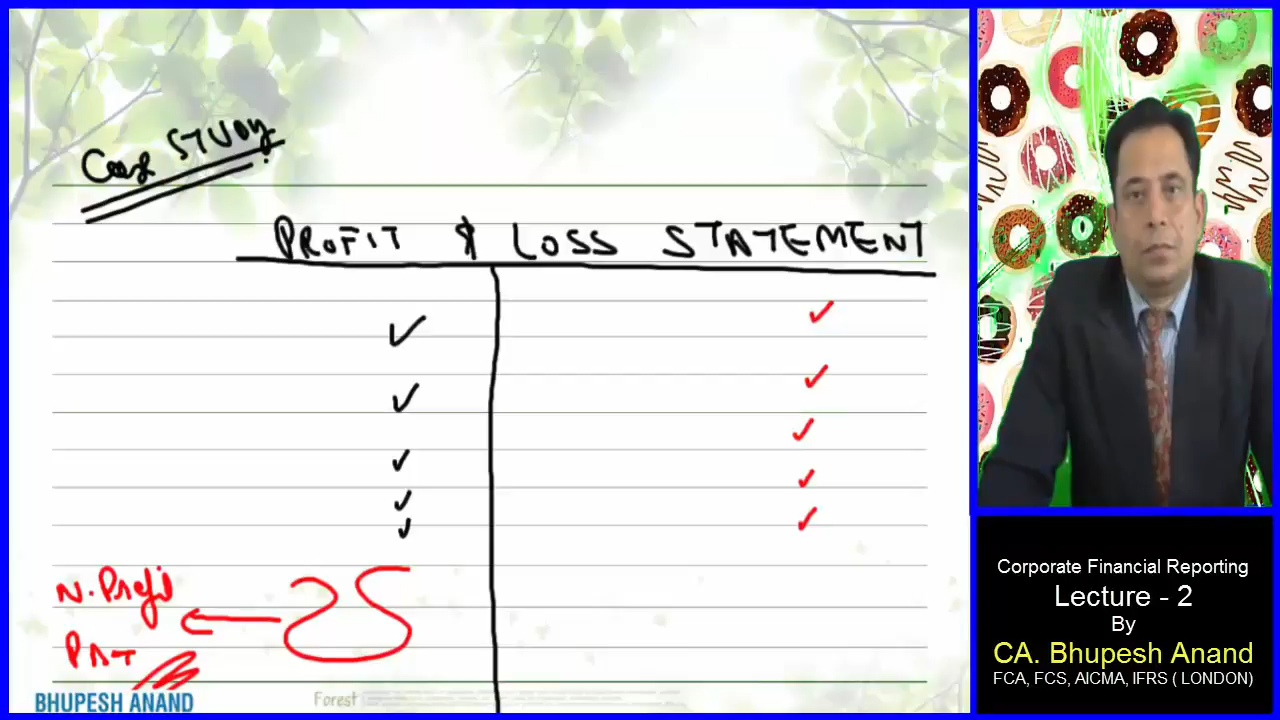 Case STUDY
PROFIT & LOSS STATEMENT
N. Profit
PAT
BHUPESH ANAND
Forest
Corporate Financial Reporting
Lecture - 2
By
CA. Bhupesh Anand
FCA, FCS, AICMA, IFRS ( LONDON)